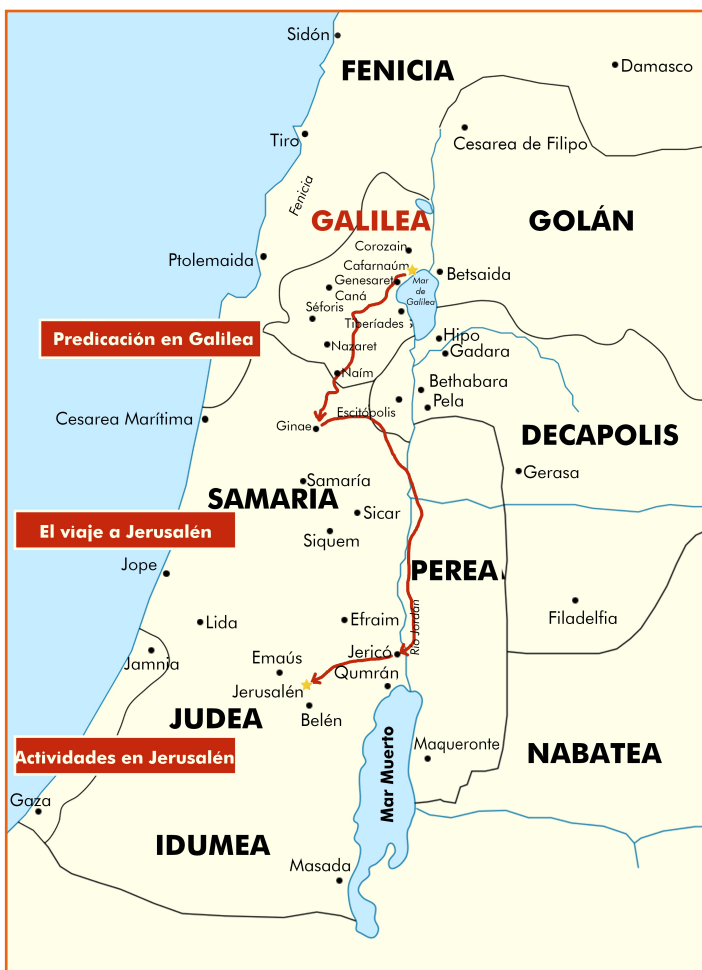 Sidón
FENICIA
Damasco
Tiro
Cesarea de Filipo
Fenicia
GALILEA
GOLÁN
Corozain
Ptolemaida
Cafarnaúm
Betsaida
Genesaret
Mar
de
Galilea
Caná
Séforis
Tiberíades
Predicación en Galilea
Hipo
Nazaret
Gadara
Naím
Bethabara
Pela
Escitópolis
Cesarea Marítima
Ginae
DECAPOLIS
Gerasa
Samaría
SAMARIA
Sicar
El viaje a Jerusalén
Siquem
Jope
PEREA
Filadelfia
Lida
Efraim
Río Jordán
Jericó
Jamnia
Emaús
Qumrán
Jerusalén
JUDEA
Belén
Actividades en Jerusalén
Maqueronte
NABATEA
Mar Muerto
Gaza
IDUMEA
Masada